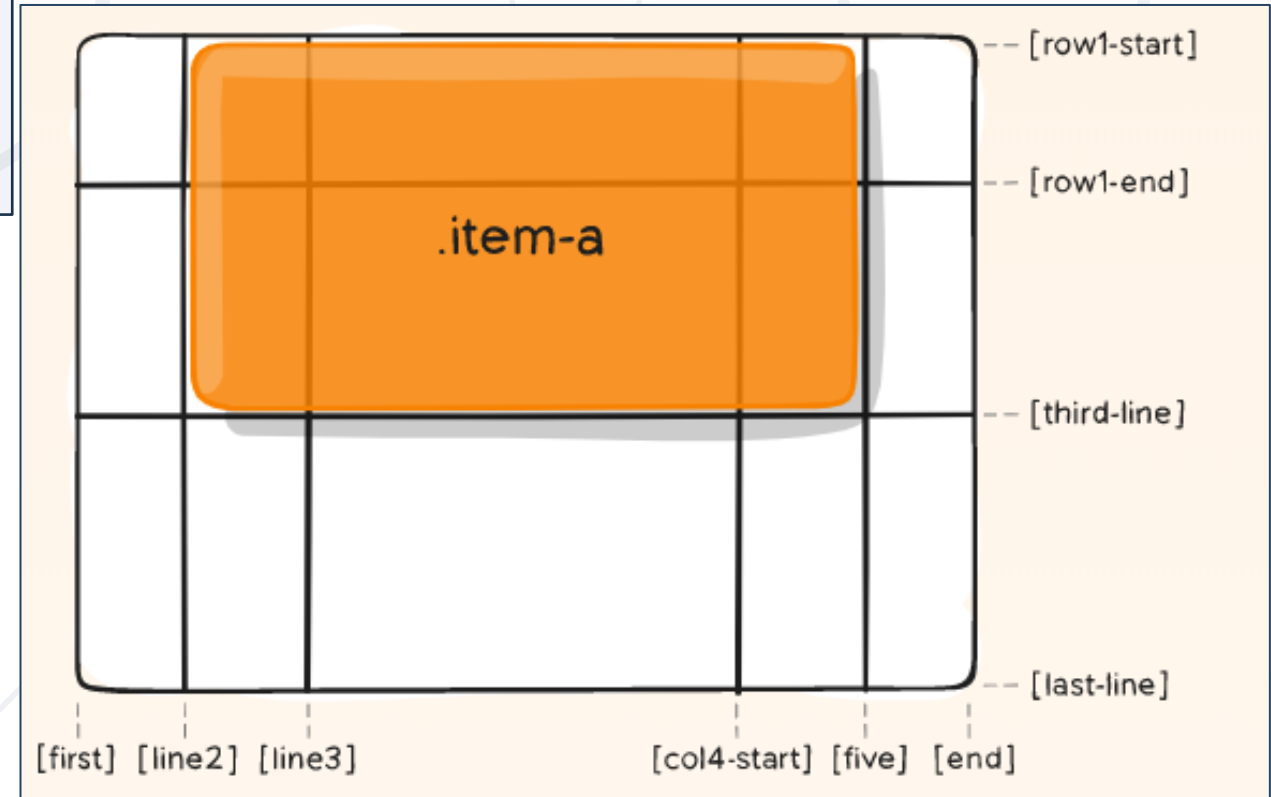 [row1-start]
[row1-end]
.item-a
[third-line]
[last-line]
[first] [line2] [line3] [col4-start] [five] [end]